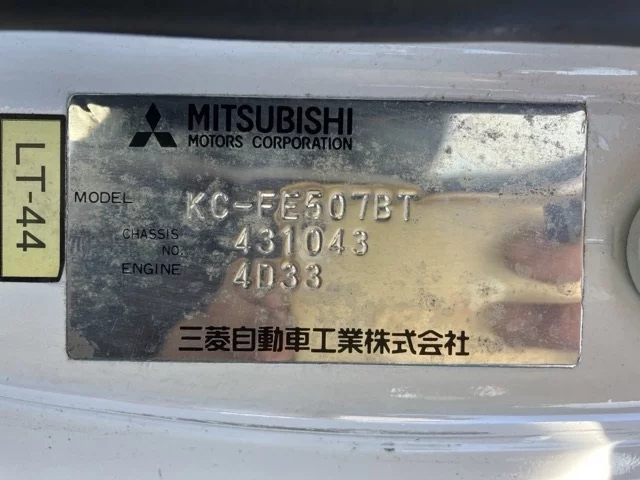 MITSUBISHI
MOTORS CORPORATION
LT-44
MODEL KC-FE507BT
CHASSIS NO. 431043
ENGINE 4D33
三菱自動車工業株式会社